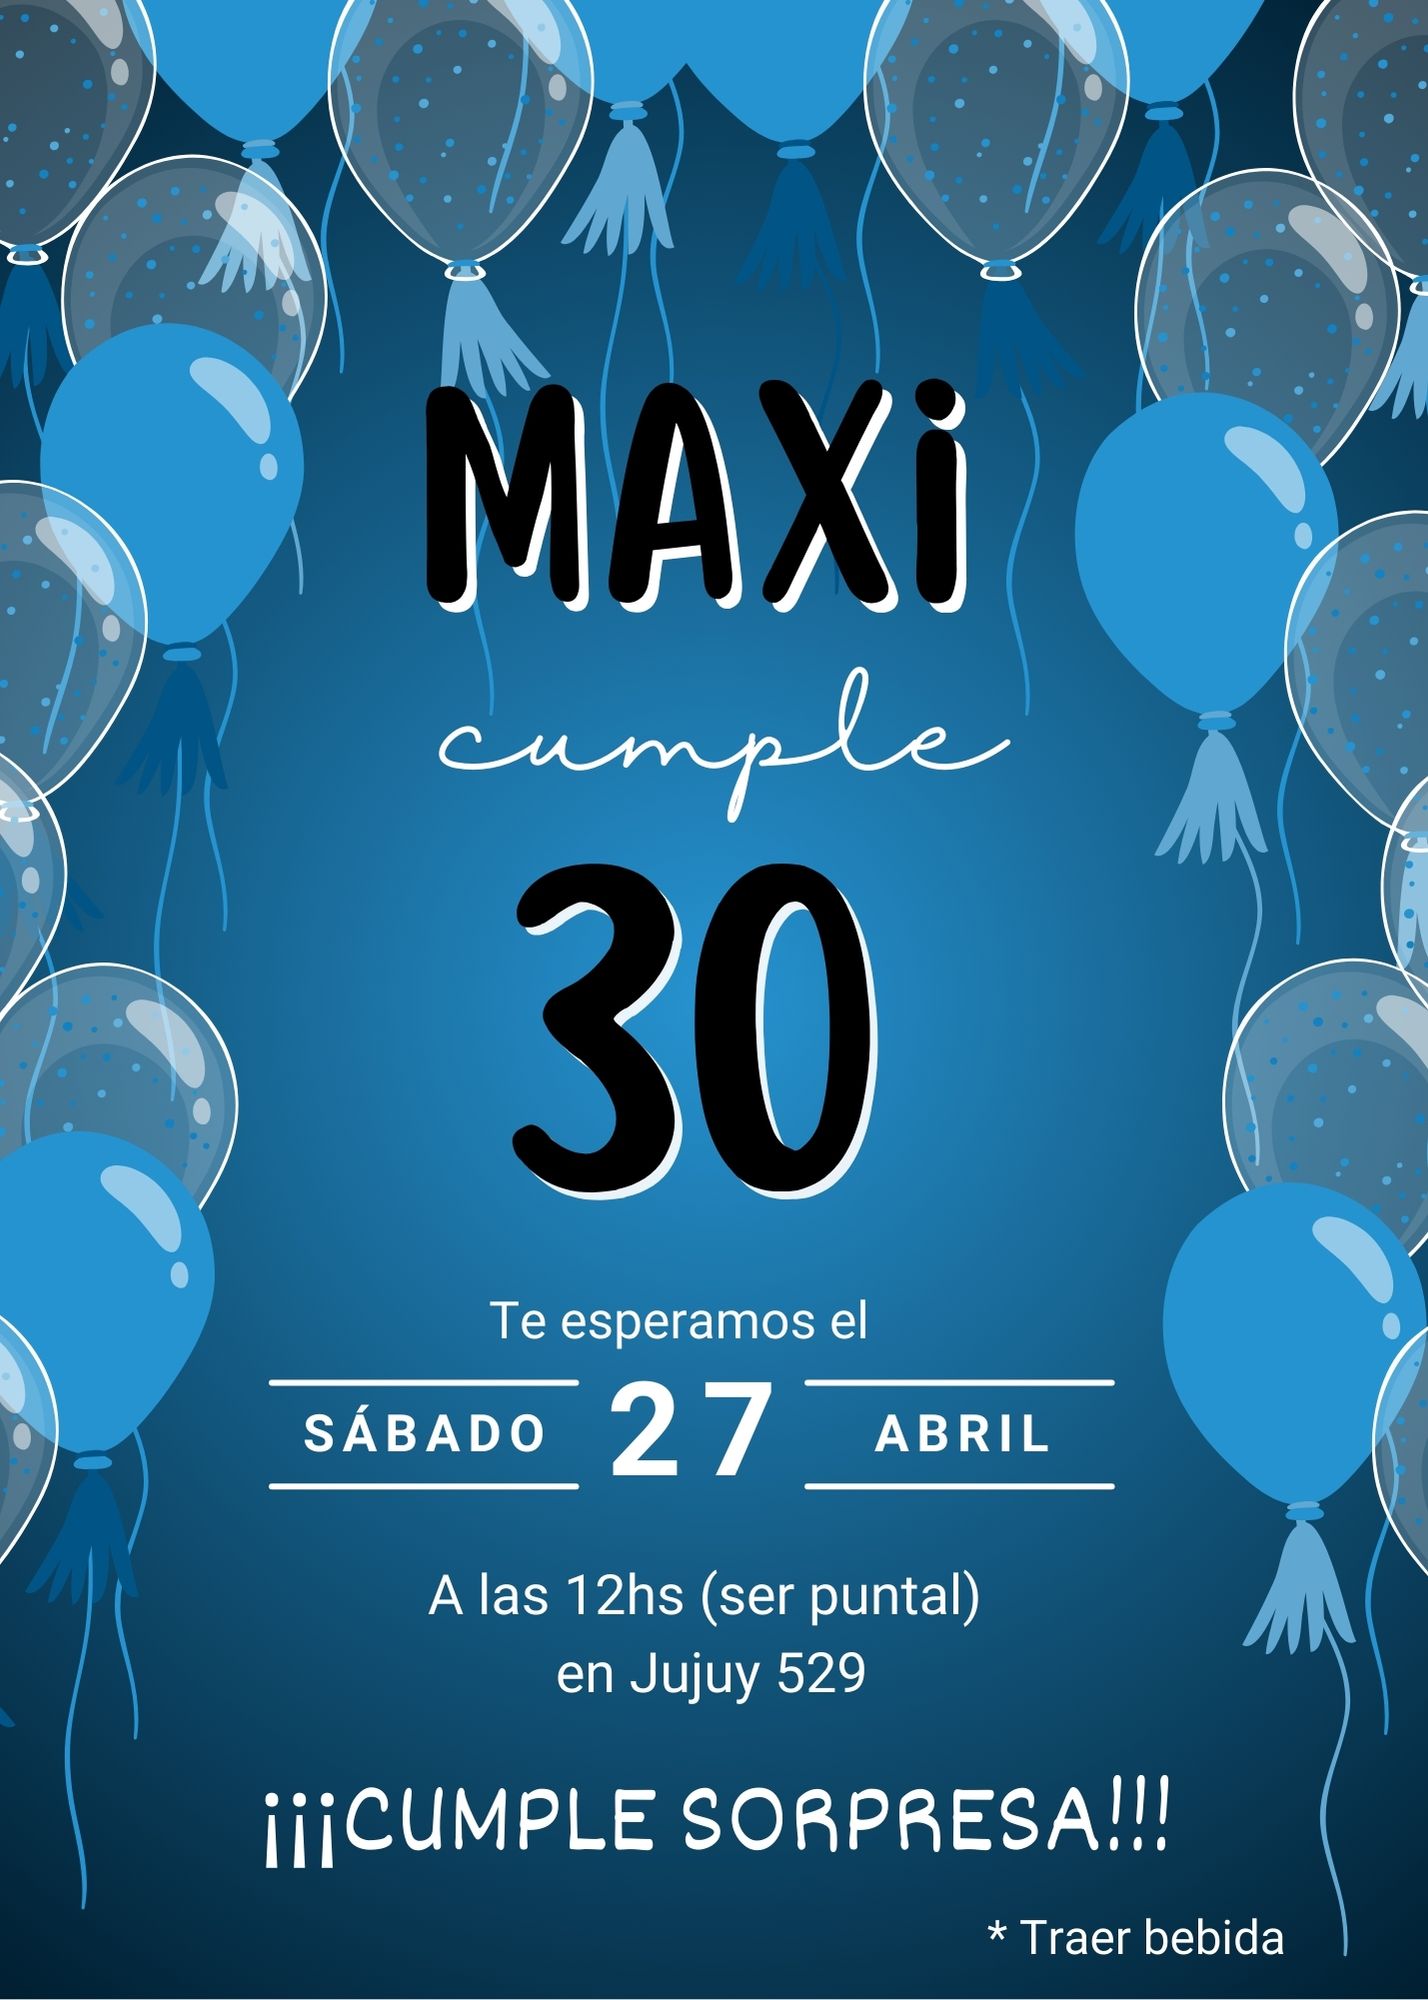 MAXi
cumple
30
Te esperamos el
SÁBADO 27 ABRIL
A las 12hs (ser puntal)
en Jujuy 529
¡¡¡CUMPLE SORPRESA!!!
* Traer bebida